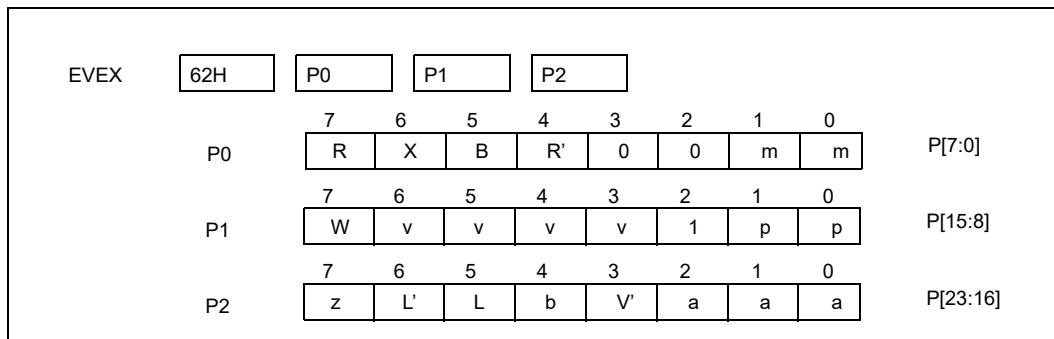 EVEX 62H P0 P1 P2
7 6 5 4 3 2 1 0
P0 R X B R’ 0 0 m m P[7:0]
7 6 5 4 3 2 1 0
P1 W v v v v 1 p p P[15:8]
7 6 5 4 3 2 1 0
P2 z L’ L b V’ a a a P[23:16]